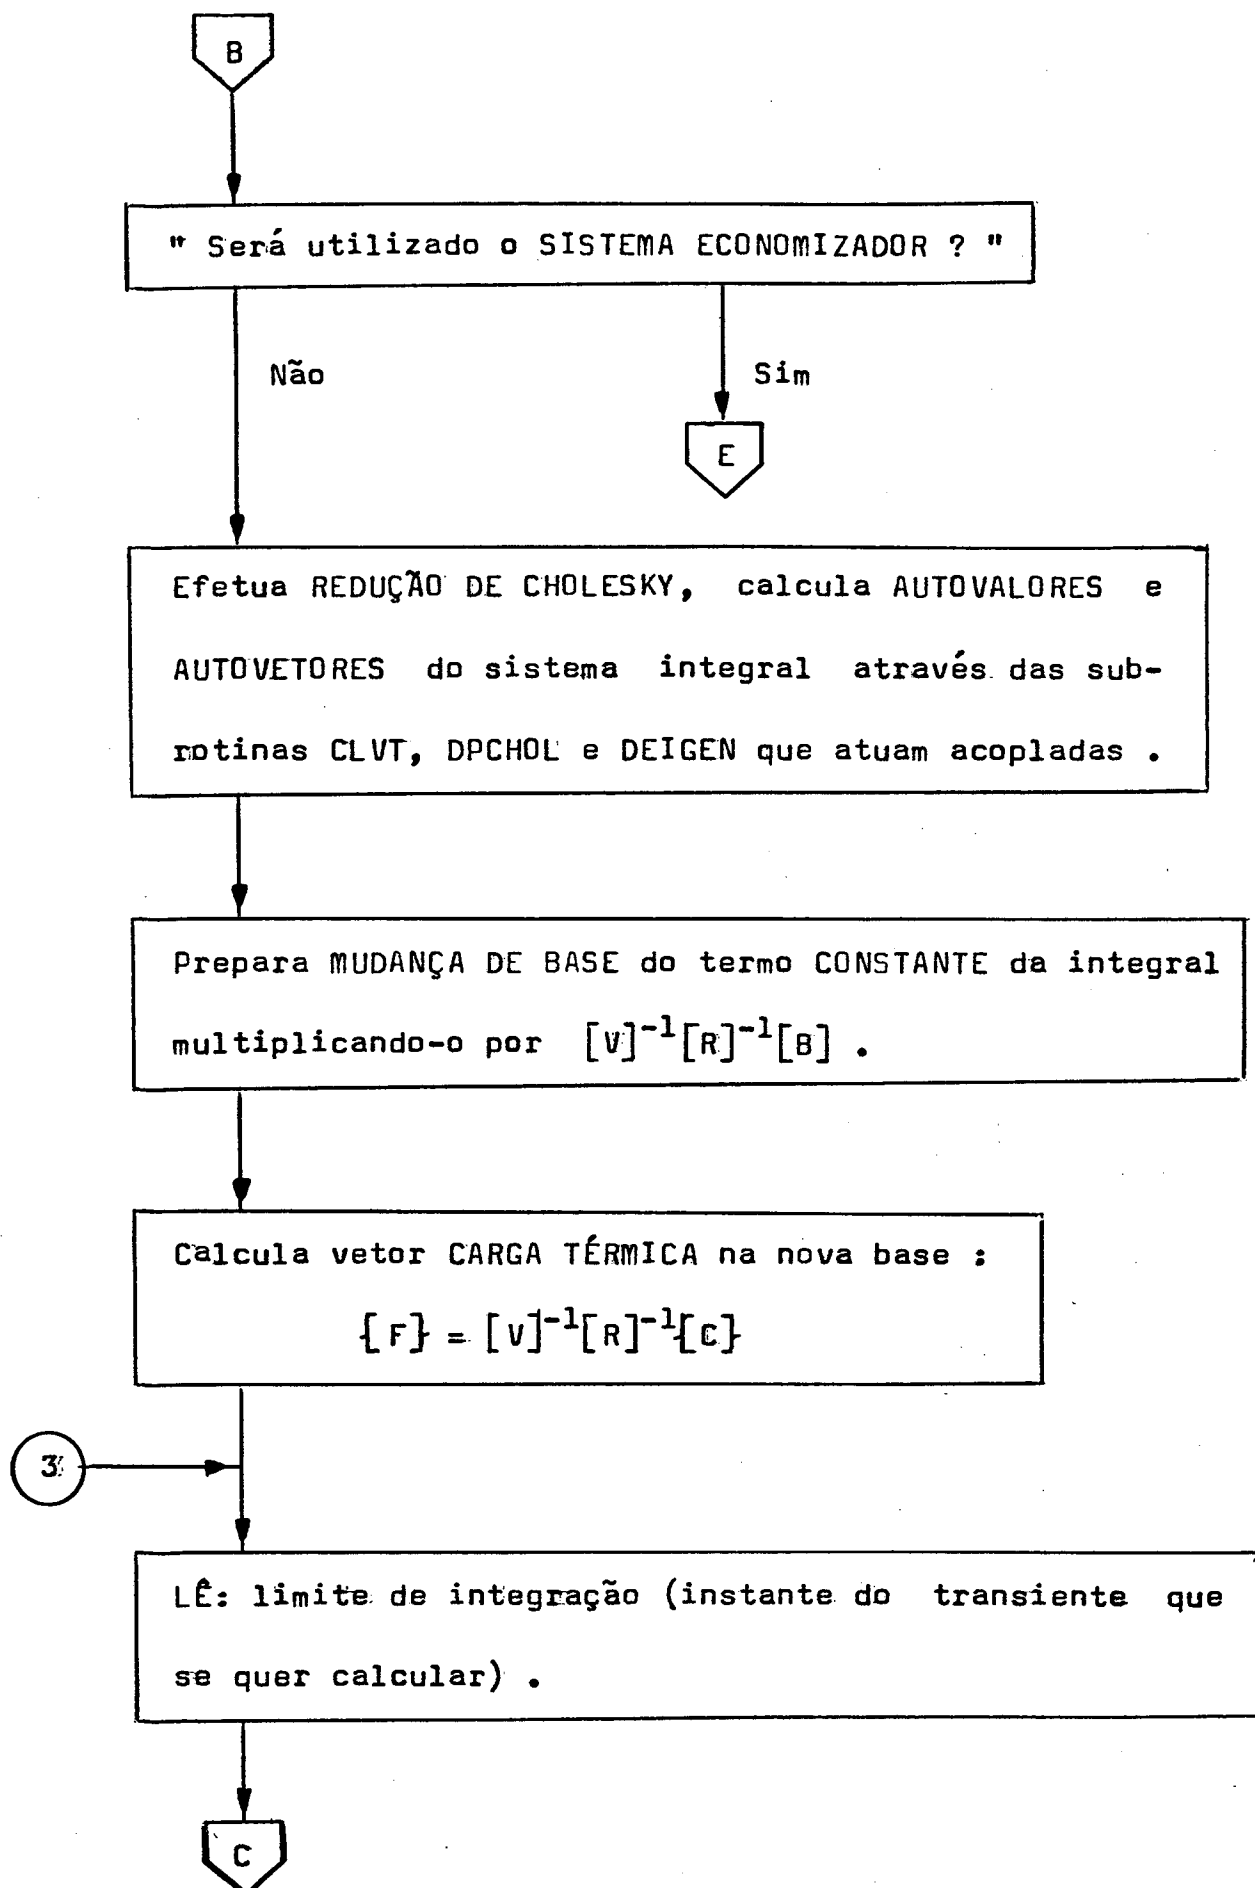 B
" Será utilizado o SISTEMA ECONOMIZADOR ? "
Não
Sim
E
Efetua REDUÇÃO DE CHOLESKY, calcula AUTOVALORES e
AUTOVETORES do sistema integral através das sub-
rotinas CLVT, DPCHOL e DEIGEN que atuam acopladas .
Prepara MUDANÇA DE BASE do termo CONSTANTE da integral
multiplicando-o por [V]⁻¹[R]⁻¹[B] .
Calcula vetor CARGA TÉRMICA na nova base :
{F} = [V]⁻¹[R]⁻¹{C}
3
LÊ: limite de integração (instante do transiente que
se quer calcular) .
C